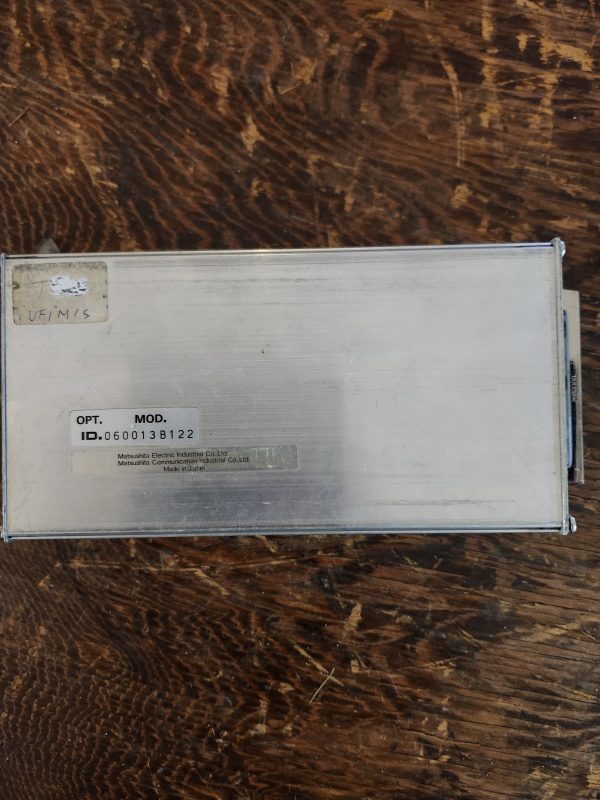 UF/M/S
OPT. MOD.
ID.060013B122
Matsushita Electric Industrial Co., Ltd.
Matsushita Communication Industrial Co., Ltd.
Made in Japan